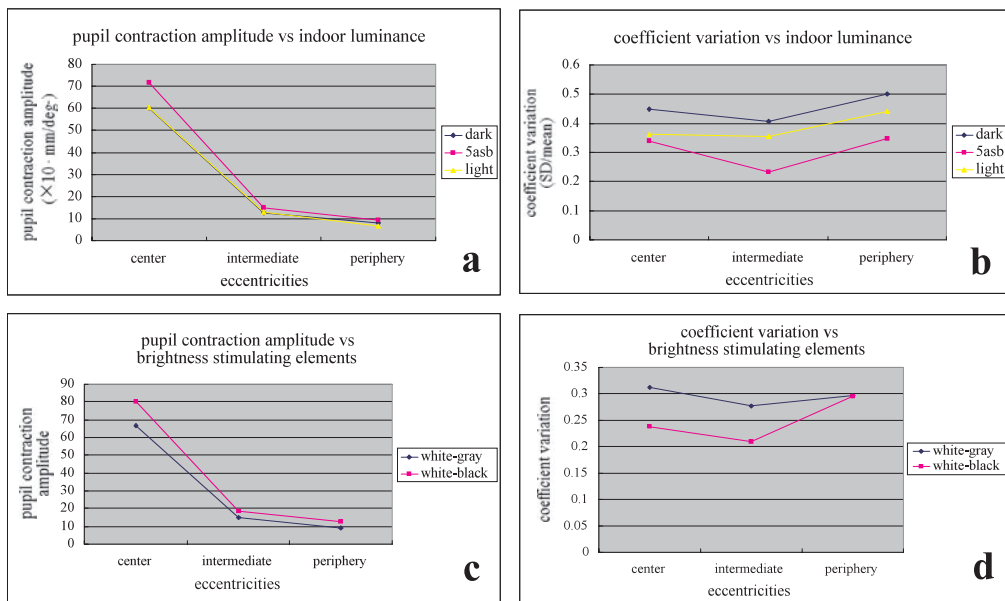 pupil contraction amplitude vs indoor luminance
pupil contraction amplitude
(×10 · mm/deg-)
80
70
60
50
40
30
20
10
0
center intermediate periphery
eccentricities
dark
5asb
light
a
coefficient variation vs indoor luminance
coefficient variation
(SD/mean)
0.6
0.5
0.4
0.3
0.2
0.1
0
center intermediate periphery
eccentricities
dark
5asb
light
b
pupil contraction amplitude vs
brightness stimulating elements
pupil contraction
amplitude
90
80
70
60
50
40
30
20
10
0
center intermediate periphery
eccentricities
white-gray
white-black
c
coefficient variation vs
brightness stimulating elements
coefficient variation
0.35
0.3
0.25
0.2
0.15
0.1
0.05
0
center intermediate periphery
eccentricities
white-gray
white-black
d